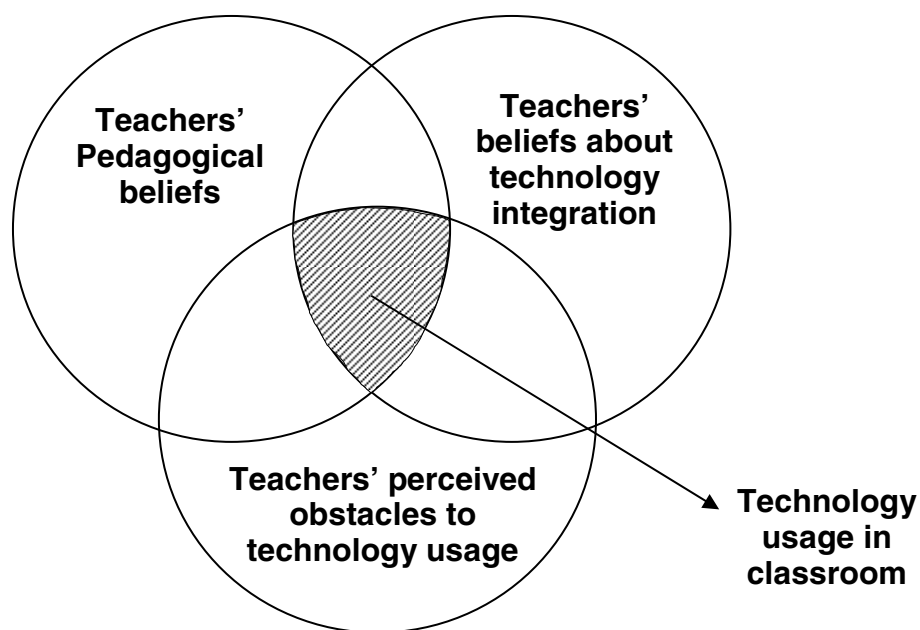 Teachers’
Pedagogical
beliefs
Teachers’
beliefs about
technology
integration
Teachers’ perceived
obstacles to
technology usage
Technology
usage in
classroom